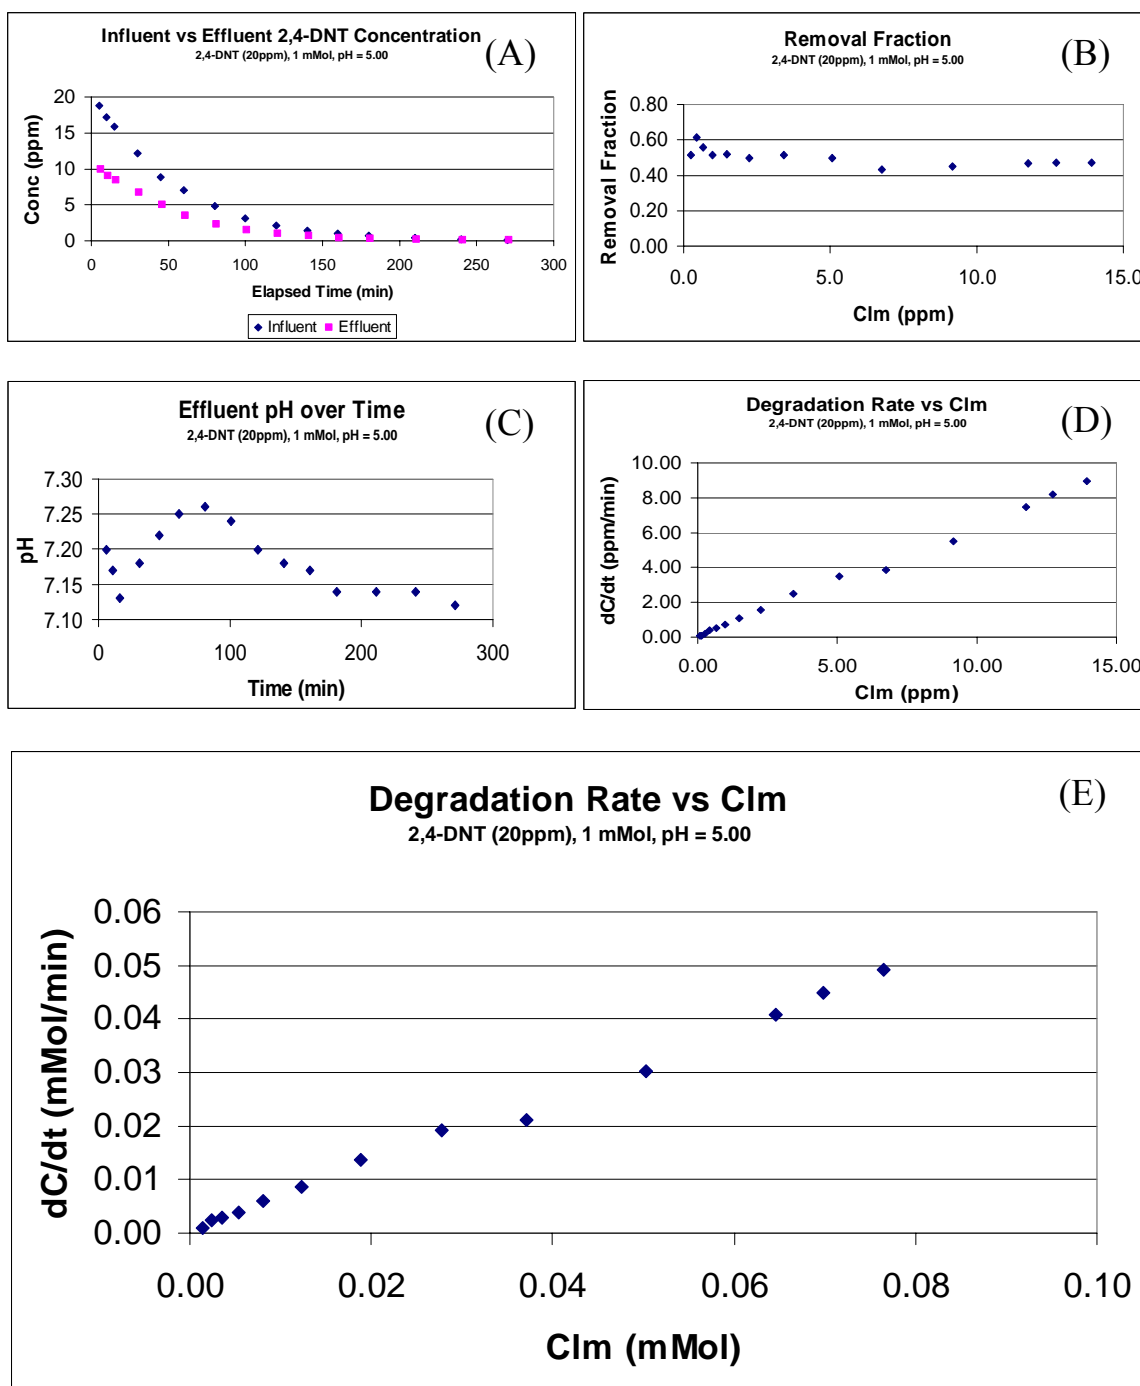 Influent vs Effluent 2,4-DNT Concentration
2,4-DNT (20ppm), 1 mMol, pH = 5.00
(A)
Conc (ppm)
20
15
10
5
0
0 50 100 150 200 250 300
Elapsed Time (min)
Influent Effluent
Removal Fraction
2,4-DNT (20ppm), 1 mMol, pH = 5.00
(B)
Removal Fraction
0.80
0.60
0.40
0.20
0.00
0.0 5.0 10.0 15.0
Clm (ppm)
Effluent pH over Time
2,4-DNT (20ppm), 1 mMol, pH = 5.00
(C)
pH
7.30
7.25
7.20
7.15
7.10
0 100 200 300
Time (min)
Degradation Rate vs Clm
2,4-DNT (20ppm), 1 mMol, pH = 5.00
(D)
dC/dt (ppm/min)
10.00
8.00
6.00
4.00
2.00
0.00
0.00 5.00 10.00 15.00
Clm (ppm)
Degradation Rate vs Clm
2,4-DNT (20ppm), 1 mMol, pH = 5.00
(E)
dC/dt (mMol/min)
0.06
0.05
0.04
0.03
0.02
0.01
0.00
0.00 0.02 0.04 0.06 0.08 0.10
Clm (mMol)